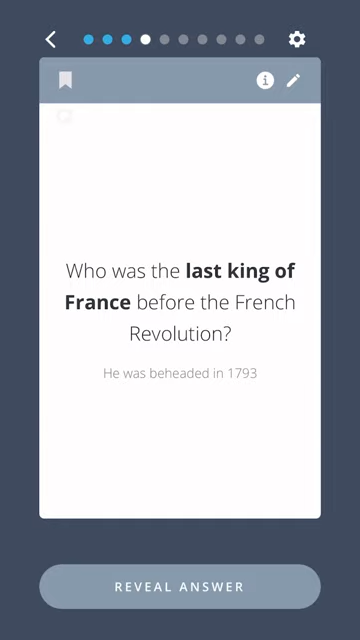 Who was the last king of
France before the French
Revolution?
He was beheaded in 1793
REVEAL ANSWER